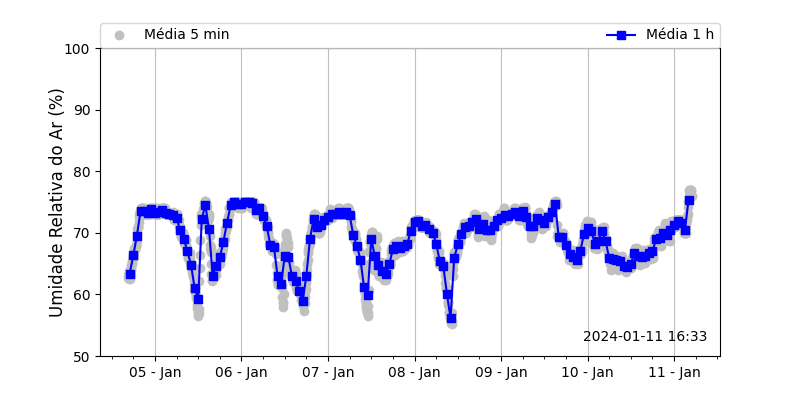 Média 5 min
Média 1 h
Umidade Relativa do Ar (%)
100
90
80
70
60
50
2024-01-11 16:33
05 - Jan
06 - Jan
07 - Jan
08 - Jan
09 - Jan
10 - Jan
11 - Jan